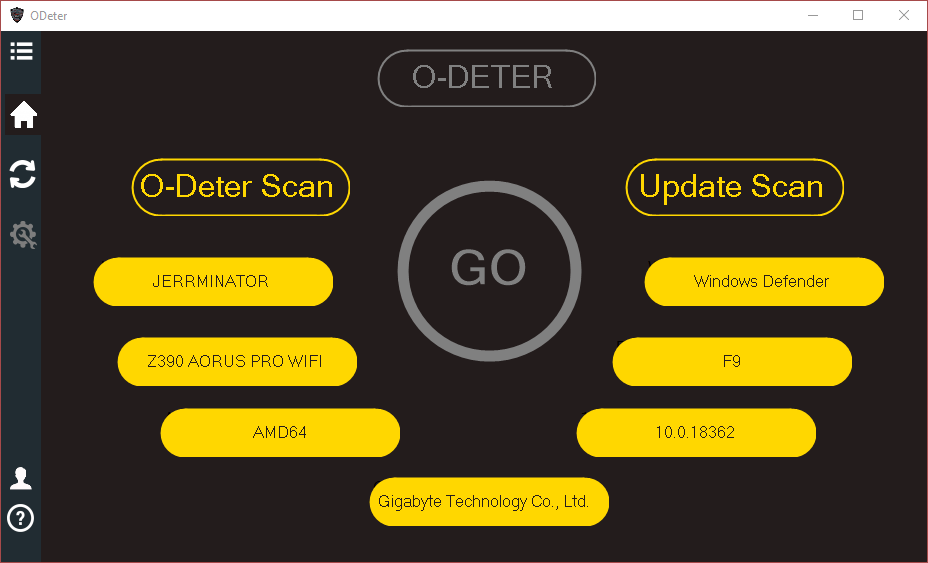 ODeter
O-DETER
O-Deter Scan
Update Scan
GO
JERRMINATOR
Windows Defender
Z390 AORUS PRO WIFI
F9
AMD64
10.0.18362
Gigabyte Technology Co., Ltd.
?